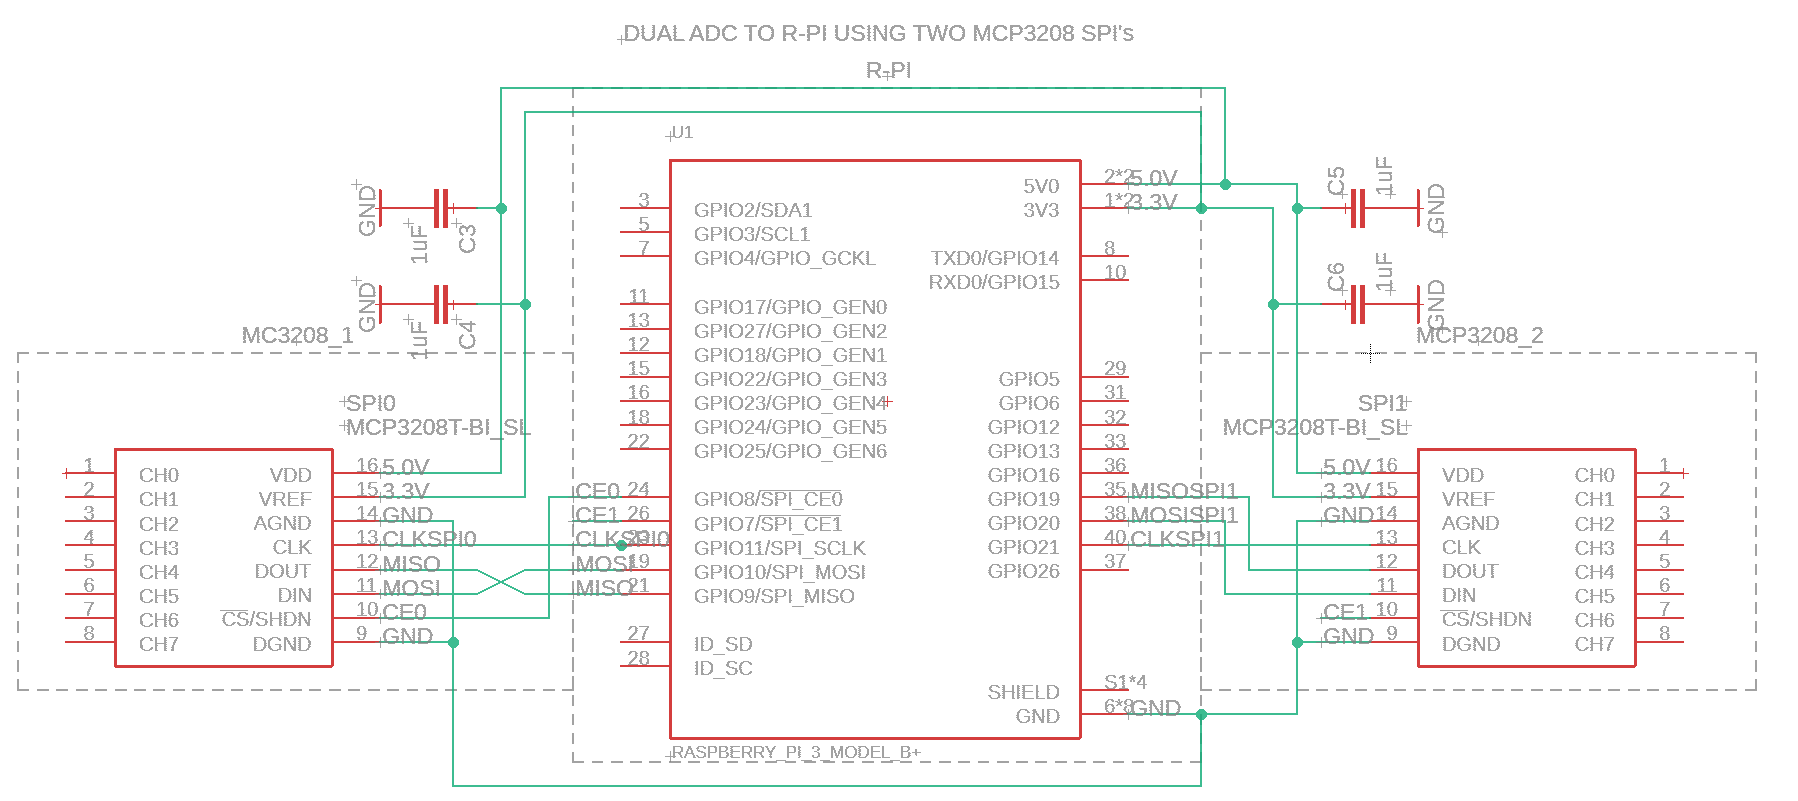 DUAL ADC TO R-PI USING TWO MCP3208 SPI's
R-PI
U1
GND
1uF
C3
GND
1uF
C4
C5
1uF
GND
C6
1uF
GND
MC3208_1
MCP3208_2
SPI0
MCP3208T-BI_SL
1 CH0 VDD 16 5.0V
2 CH1 VREF 15 3.3V
3 CH2 AGND 14 GND
4 CH3 CLK 13 CLKSPI0
5 CH4 DOUT 12 MISO
6 CH5 DIN 11 MOSI
7 CH6 CS/SHDN 10 CE0
8 CH7 DGND 9 GND
3 GPIO2/SDA1
5 GPIO3/SCL1
7 GPIO4/GPIO_GCKL
11 GPIO17/GPIO_GEN0
13 GPIO27/GPIO_GEN2
12 GPIO18/GPIO_GEN1
15 GPIO22/GPIO_GEN3
16 GPIO23/GPIO_GEN4
18 GPIO24/GPIO_GEN5
22 GPIO25/GPIO_GEN6
CE0 24 GPIO8/SPI_CE0
CE1 26 GPIO7/SPI_CE1
CLKSPI0 GPIO11/SPI_SCLK
MOSI 19 GPIO10/SPI_MOSI
MISO 21 GPIO9/SPI_MISO
27 ID_SD
28 ID_SC
5V0 2*2 5.0V
3V3 1*2 3.3V
TXD0/GPIO14 8
RXD0/GPIO15 10
GPIO5 29
GPIO6 31
GPIO12 32
GPIO13 33
GPIO16 36
GPIO19 35 MISOSPI1
GPIO20 38 MOSISPI1
GPIO21 40 CLKSPI1
GPIO26 37
SHIELD S1*4
GND 6*8 GND
RASPBERRY_PI_3_MODEL_B+
SPI1
MCP3208T-BI_SL
5.0V 16 VDD CH0 1
3.3V 15 VREF CH1 2
GND 14 AGND CH2 3
13 CLK CH3 4
12 DOUT CH4 5
11 DIN CH5 6
CE1 10 CS/SHDN CH6 7
GND 9 DGND CH7 8